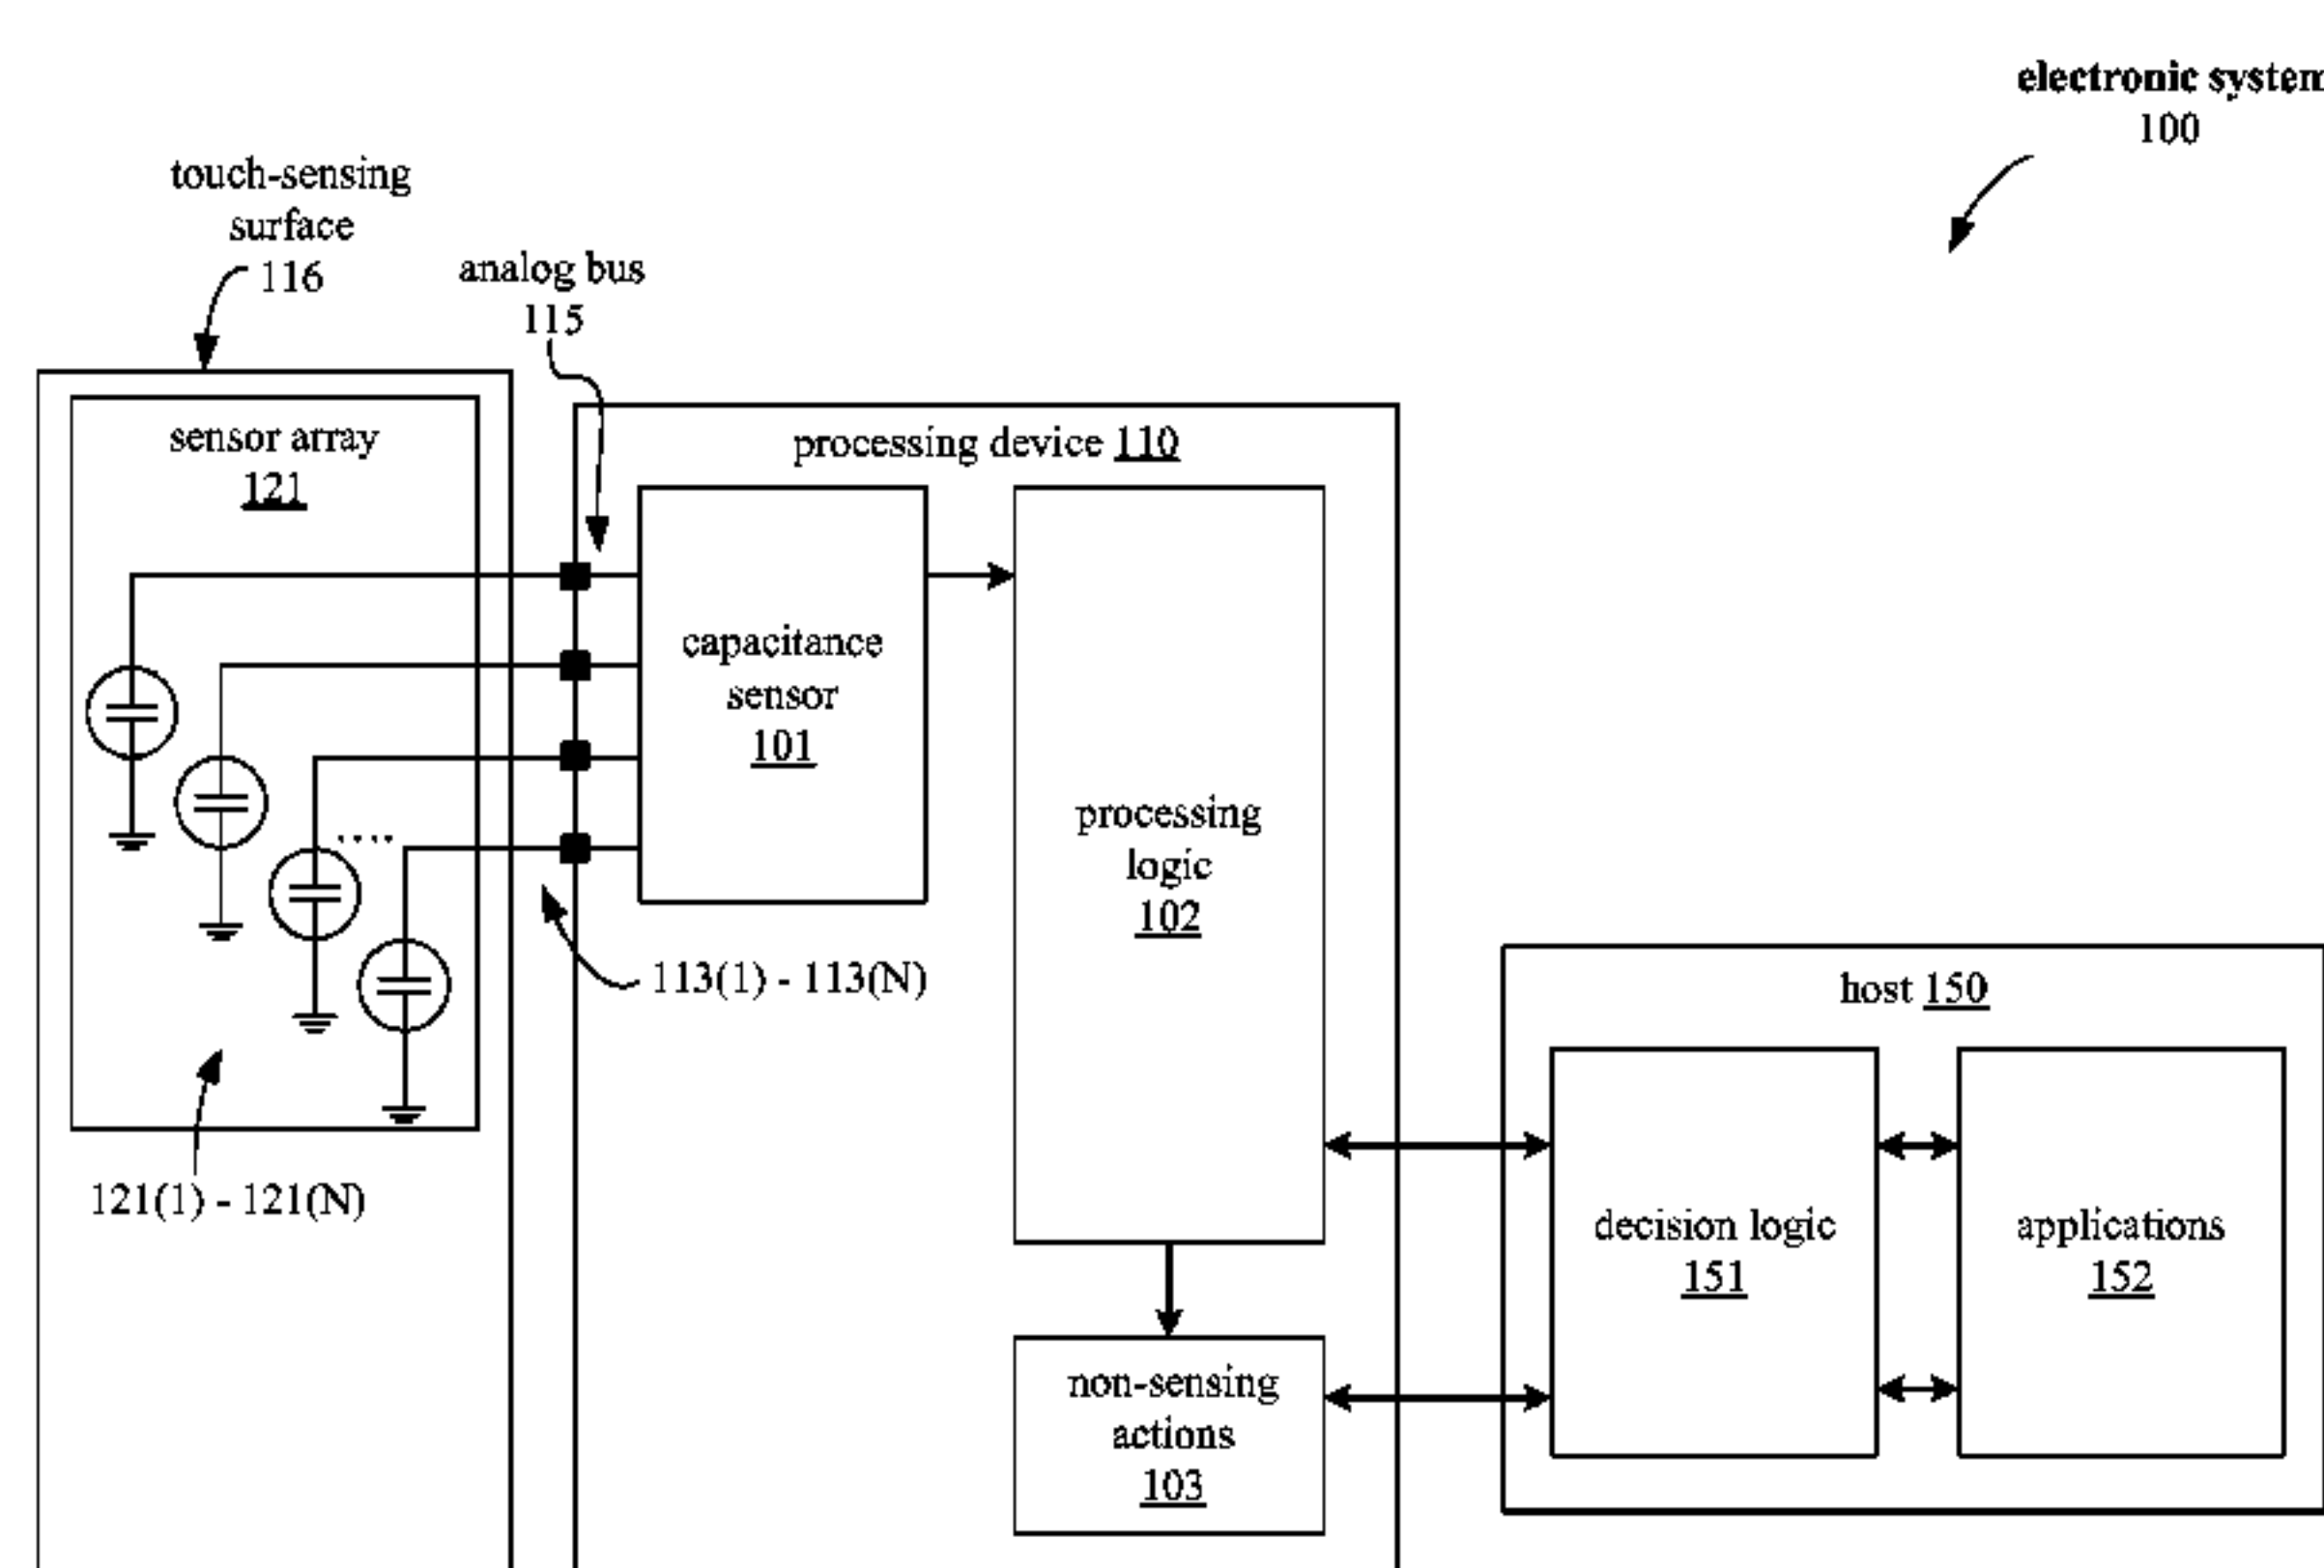 electronic system
100
touch-sensing
surface
116
analog bus
115
sensor array
121
processing device 110
capacitance
sensor
101
processing
logic
102
113(1) - 113(N)
121(1) - 121(N)
host 150
decision logic
151
applications
152
non-sensing
actions
103